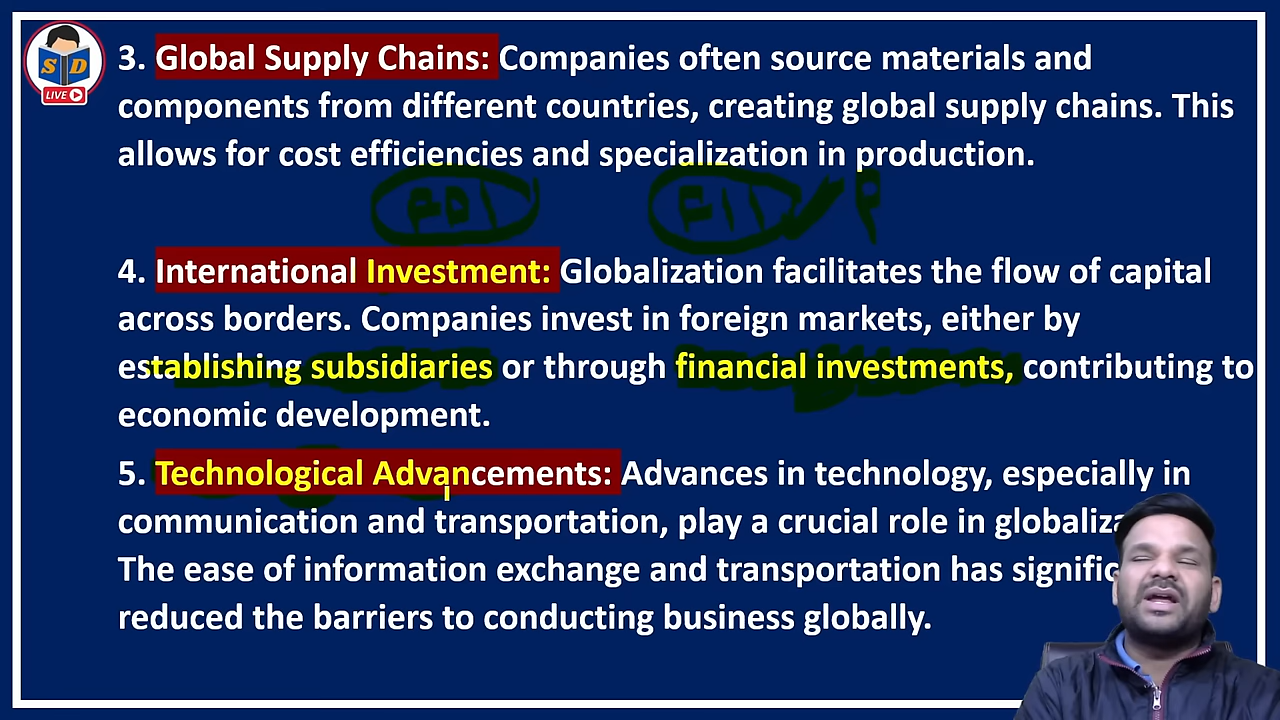 S D
LIVE
3. Global Supply Chains: Companies often source materials and
components from different countries, creating global supply chains. This
allows for cost efficiencies and specialization in production.
FDI FII P
4. International Investment: Globalization facilitates the flow of capital
across borders. Companies invest in foreign markets, either by
establishing subsidiaries or through financial investments, contributing to
economic development.
5. Technological Advancements: Advances in technology, especially in
communication and transportation, play a crucial role in globaliza
The ease of information exchange and transportation has signific
reduced the barriers to conducting business globally.